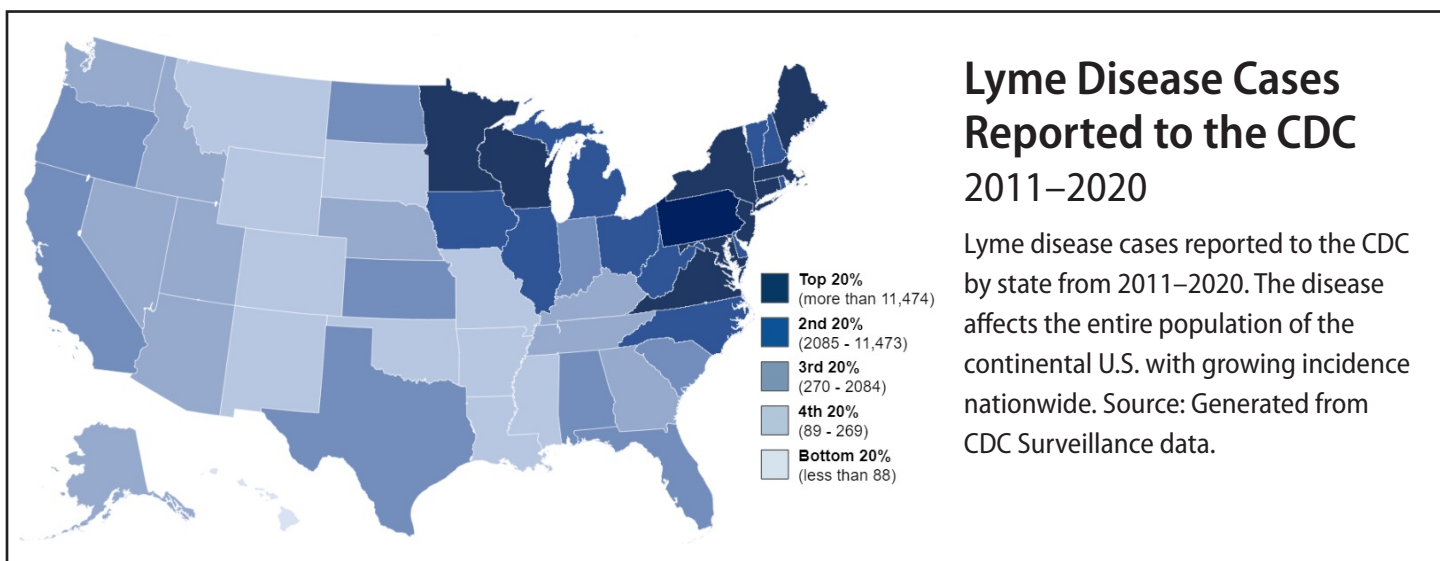 Lyme Disease Cases
Reported to the CDC
2011–2020
Lyme disease cases reported to the CDC
by state from 2011–2020. The disease
affects the entire population of the
continental U.S. with growing incidence
nationwide. Source: Generated from
CDC Surveillance data.
Top 20%
(more than 11,474)
2nd 20%
(2085 - 11,473)
3rd 20%
(270 - 2084)
4th 20%
(89 - 269)
Bottom 20%
(less than 88)